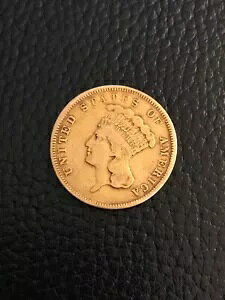 UNITED STATES OF AMERICA